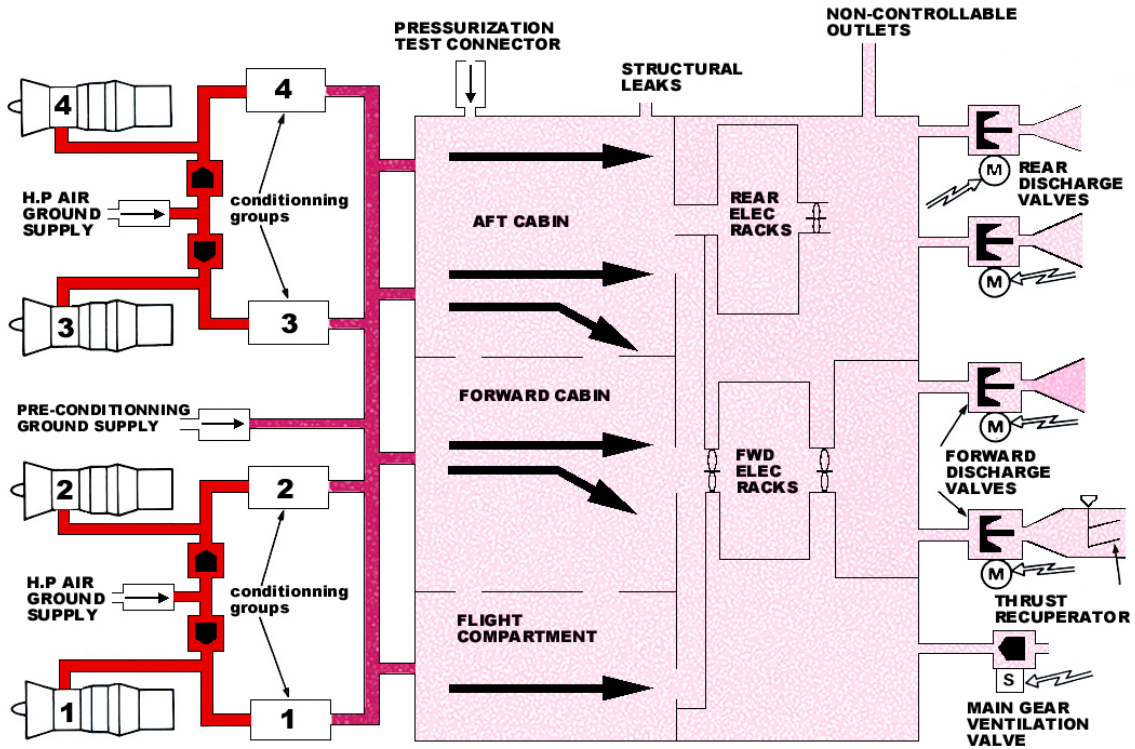 PRESSURIZATION
TEST CONNECTOR
NON-CONTROLLABLE
OUTLETS
STRUCTURAL
LEAKS
4
4
H.P AIR
GROUND
SUPPLY
conditionning
groups
3
3
AFT CABIN
REAR
ELEC
RACKS
M
REAR
DISCHARGE
VALVES
M
PRE-CONDITIONNING
GROUND SUPPLY
FORWARD CABIN
FWD
ELEC
RACKS
M
FORWARD
DISCHARGE
VALVES
2
2
H.P AIR
GROUND
SUPPLY
conditionning
groups
M
THRUST
RECUPERATOR
FLIGHT
COMPARTMENT
1
1
S
MAIN GEAR
VENTILATION
VALVE